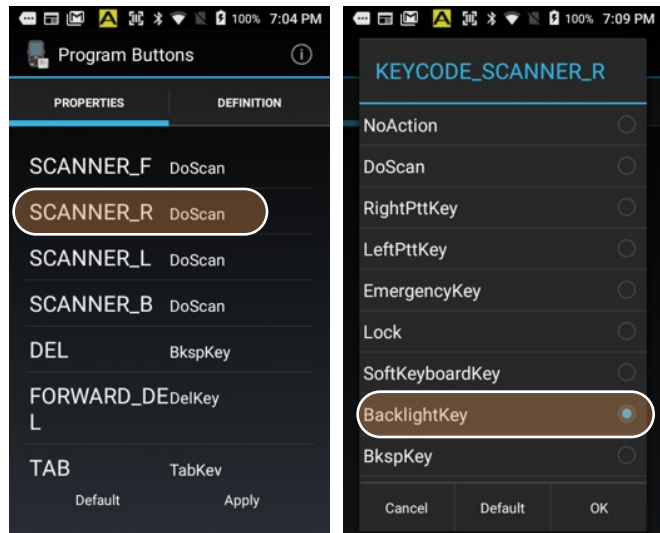 100% 7:04 PM
Program Buttons
PROPERTIES DEFINITION
SCANNER_F DoScan
SCANNER_R DoScan
SCANNER_L DoScan
SCANNER_B DoScan
DEL BkspKey
FORWARD_DE DelKey
L
TAB TabKey
Default Apply
100% 7:09 PM
KEYCODE_SCANNER_R
NoAction
DoScan
RightPttKey
LeftPttKey
EmergencyKey
Lock
SoftKeyboardKey
BacklightKey
BkspKey
Cancel Default OK